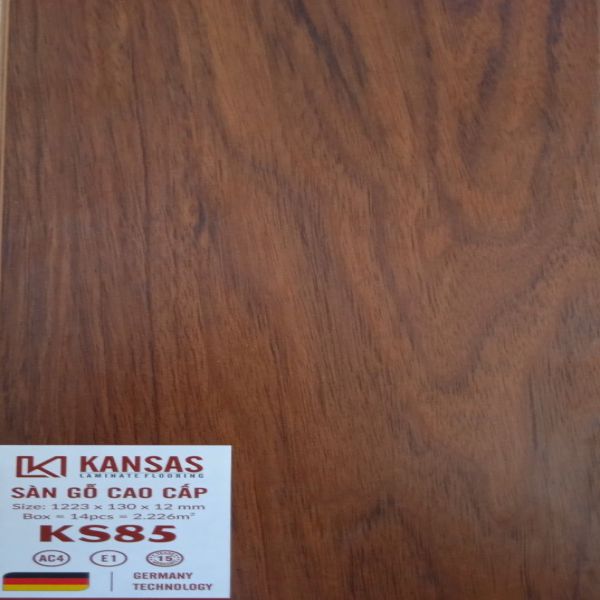 KANSAS
LAMINATE FLOORING
SÀN GỖ CAO CẤP
Size: 1223 x 130 x 12 mm
Box = 14pcs = 2.226m²
KS85
AC4 E1 15
GERMANY
TECHNOLOGY